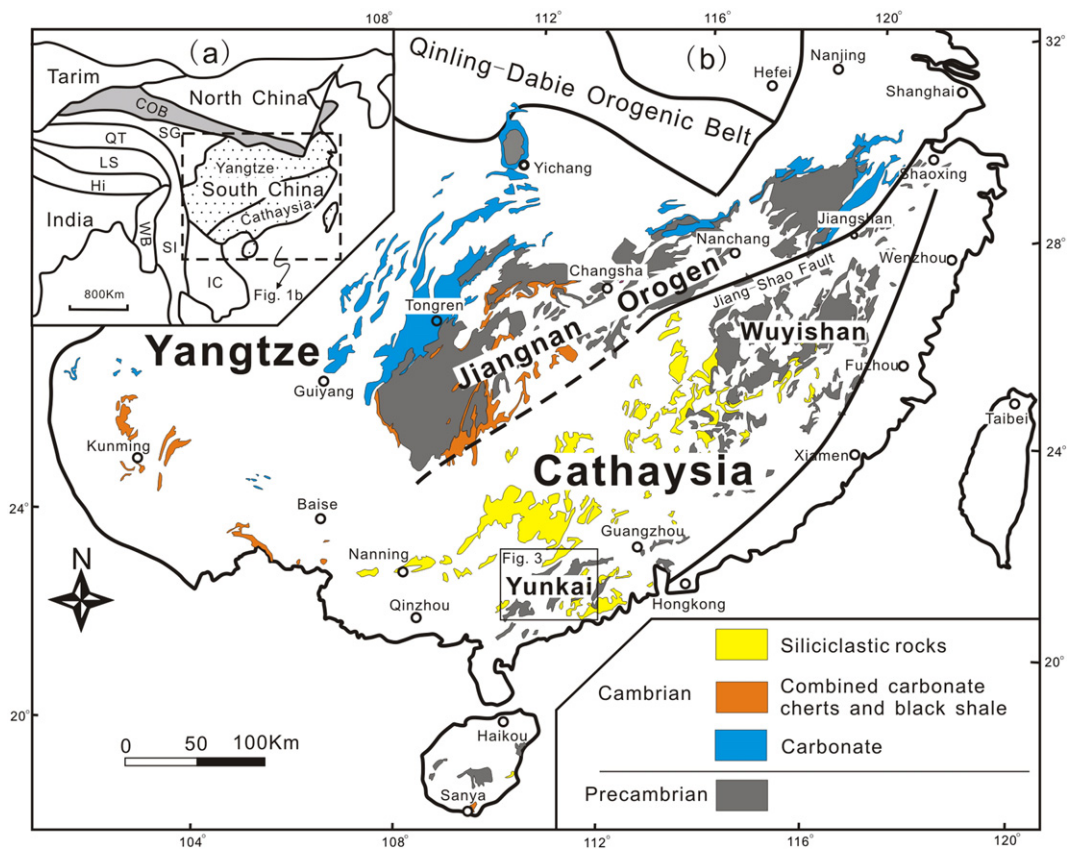 108°
112°
116°
120°
(a)
Tarim
North China
COB
SG
QT
LS
Hi
Yangtze
South China
Cathaysia
India
WB
SI
IC
800Km
Fig. 1b
(b)
Nanjing
32°
Hefei
Shanghai
Qinling-Dabie Orogenic Belt
Yichang
Shaoxing
Jiangshan
Nanchang
28°
Wenzhou
Changsha
Jiang-Shao Fault
Tongren
Jiangnan Orogen
Wuyishan
Yangtze
Fuzhou
Guiyang
Taibei
Kunming
Cathaysia
Xiamen
24°
24°
Baise
Guangzhou
Nanning
Fig. 3
Yunkai
N
Qinzhou
Hongkong
Siliciclastic rocks
20°
Cambrian
Combined carbonate
cherts and black shale
20°
0 50 100Km
Haikou
Carbonate
Precambrian
Sanya
104°
108°
112°
116°
120°